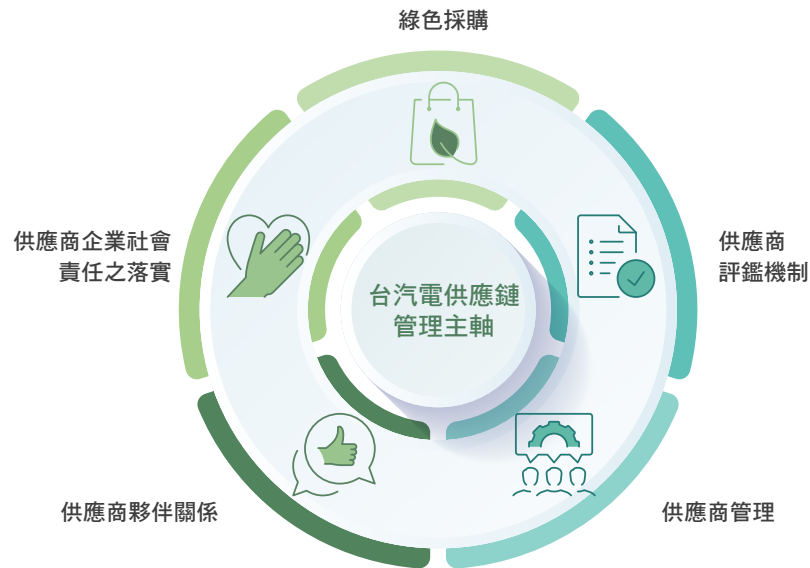 綠色採購
供應商企業社會
責任之落實
供應商
評鑑機制
台汽電供應鏈
管理主軸
供應商夥伴關係
供應商管理